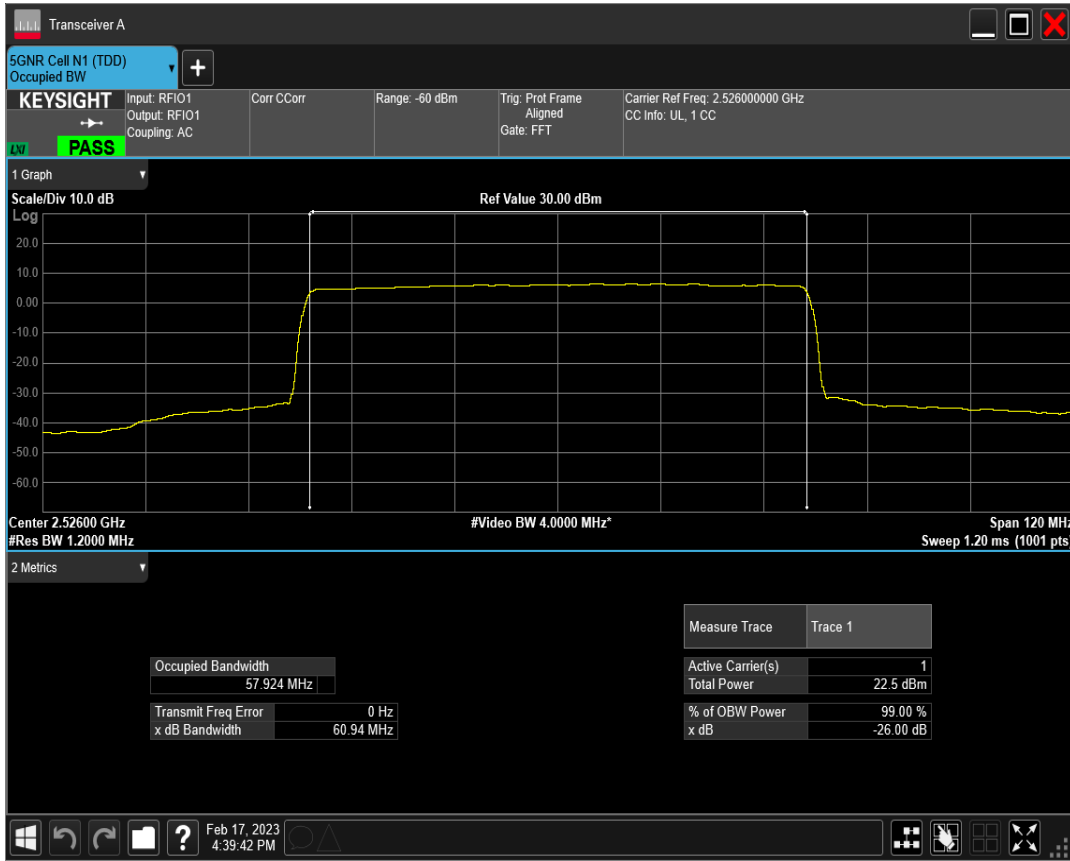 Transceiver A
5GNR Cell N1 (TDD)
Occupied BW
+
KEYSIGHT
LXI
PASS
Input: RFIO1
Output: RFIO1
Coupling: AC
Corr CCorr
Range: -60 dBm
Trig: Prot Frame
Aligned
Gate: FFT
Carrier Ref Freq: 2.526000000 GHz
CC Info: UL, 1 CC
1 Graph
Scale/Div 10.0 dB
Ref Value 30.00 dBm
Log
20.0
10.0
0.00
-10.0
-20.0
-30.0
-40.0
-50.0
-60.0
Center 2.52600 GHz
#Video BW 4.0000 MHz*
Span 120 MHz
#Res BW 1.2000 MHz
Sweep 1.20 ms (1001 pts)
2 Metrics
Measure Trace Trace 1
Occupied Bandwidth
57.924 MHz
Active Carrier(s) 1
Total Power 22.5 dBm
Transmit Freq Error 0 Hz
x dB Bandwidth 60.94 MHz
% of OBW Power 99.00 %
x dB -26.00 dB
?
Feb 17, 2023
4:39:42 PM